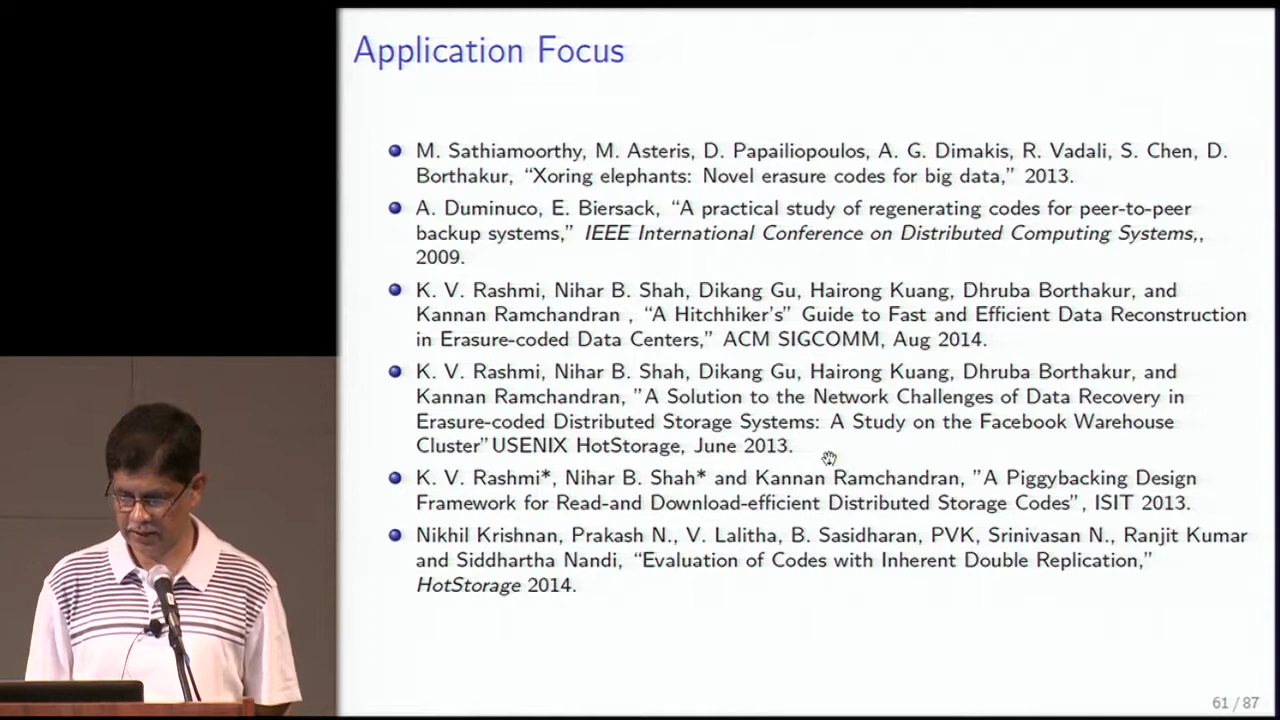 Application Focus
M. Sathiamoorthy, M. Asteris, D. Papailiopoulos, A. G. Dimakis, R. Vadali, S. Chen, D.
Borthakur, “Xoring elephants: Novel erasure codes for big data,” 2013.
A. Duminuco, E. Biersack, “A practical study of regenerating codes for peer-to-peer
backup systems,” IEEE International Conference on Distributed Computing Systems,,
2009.
K. V. Rashmi, Nihar B. Shah, Dikang Gu, Hairong Kuang, Dhruba Borthakur, and
Kannan Ramchandran , “A Hitchhiker's” Guide to Fast and Efficient Data Reconstruction
in Erasure-coded Data Centers,” ACM SIGCOMM, Aug 2014.
K. V. Rashmi, Nihar B. Shah, Dikang Gu, Hairong Kuang, Dhruba Borthakur, and
Kannan Ramchandran, ”A Solution to the Network Challenges of Data Recovery in
Erasure-coded Distributed Storage Systems: A Study on the Facebook Warehouse
Cluster”USENIX HotStorage, June 2013.
K. V. Rashmi*, Nihar B. Shah* and Kannan Ramchandran, ”A Piggybacking Design
Framework for Read-and Download-efficient Distributed Storage Codes”, ISIT 2013.
Nikhil Krishnan, Prakash N., V. Lalitha, B. Sasidharan, PVK, Srinivasan N., Ranjit Kumar
and Siddhartha Nandi, “Evaluation of Codes with Inherent Double Replication,”
HotStorage 2014.
61 / 87